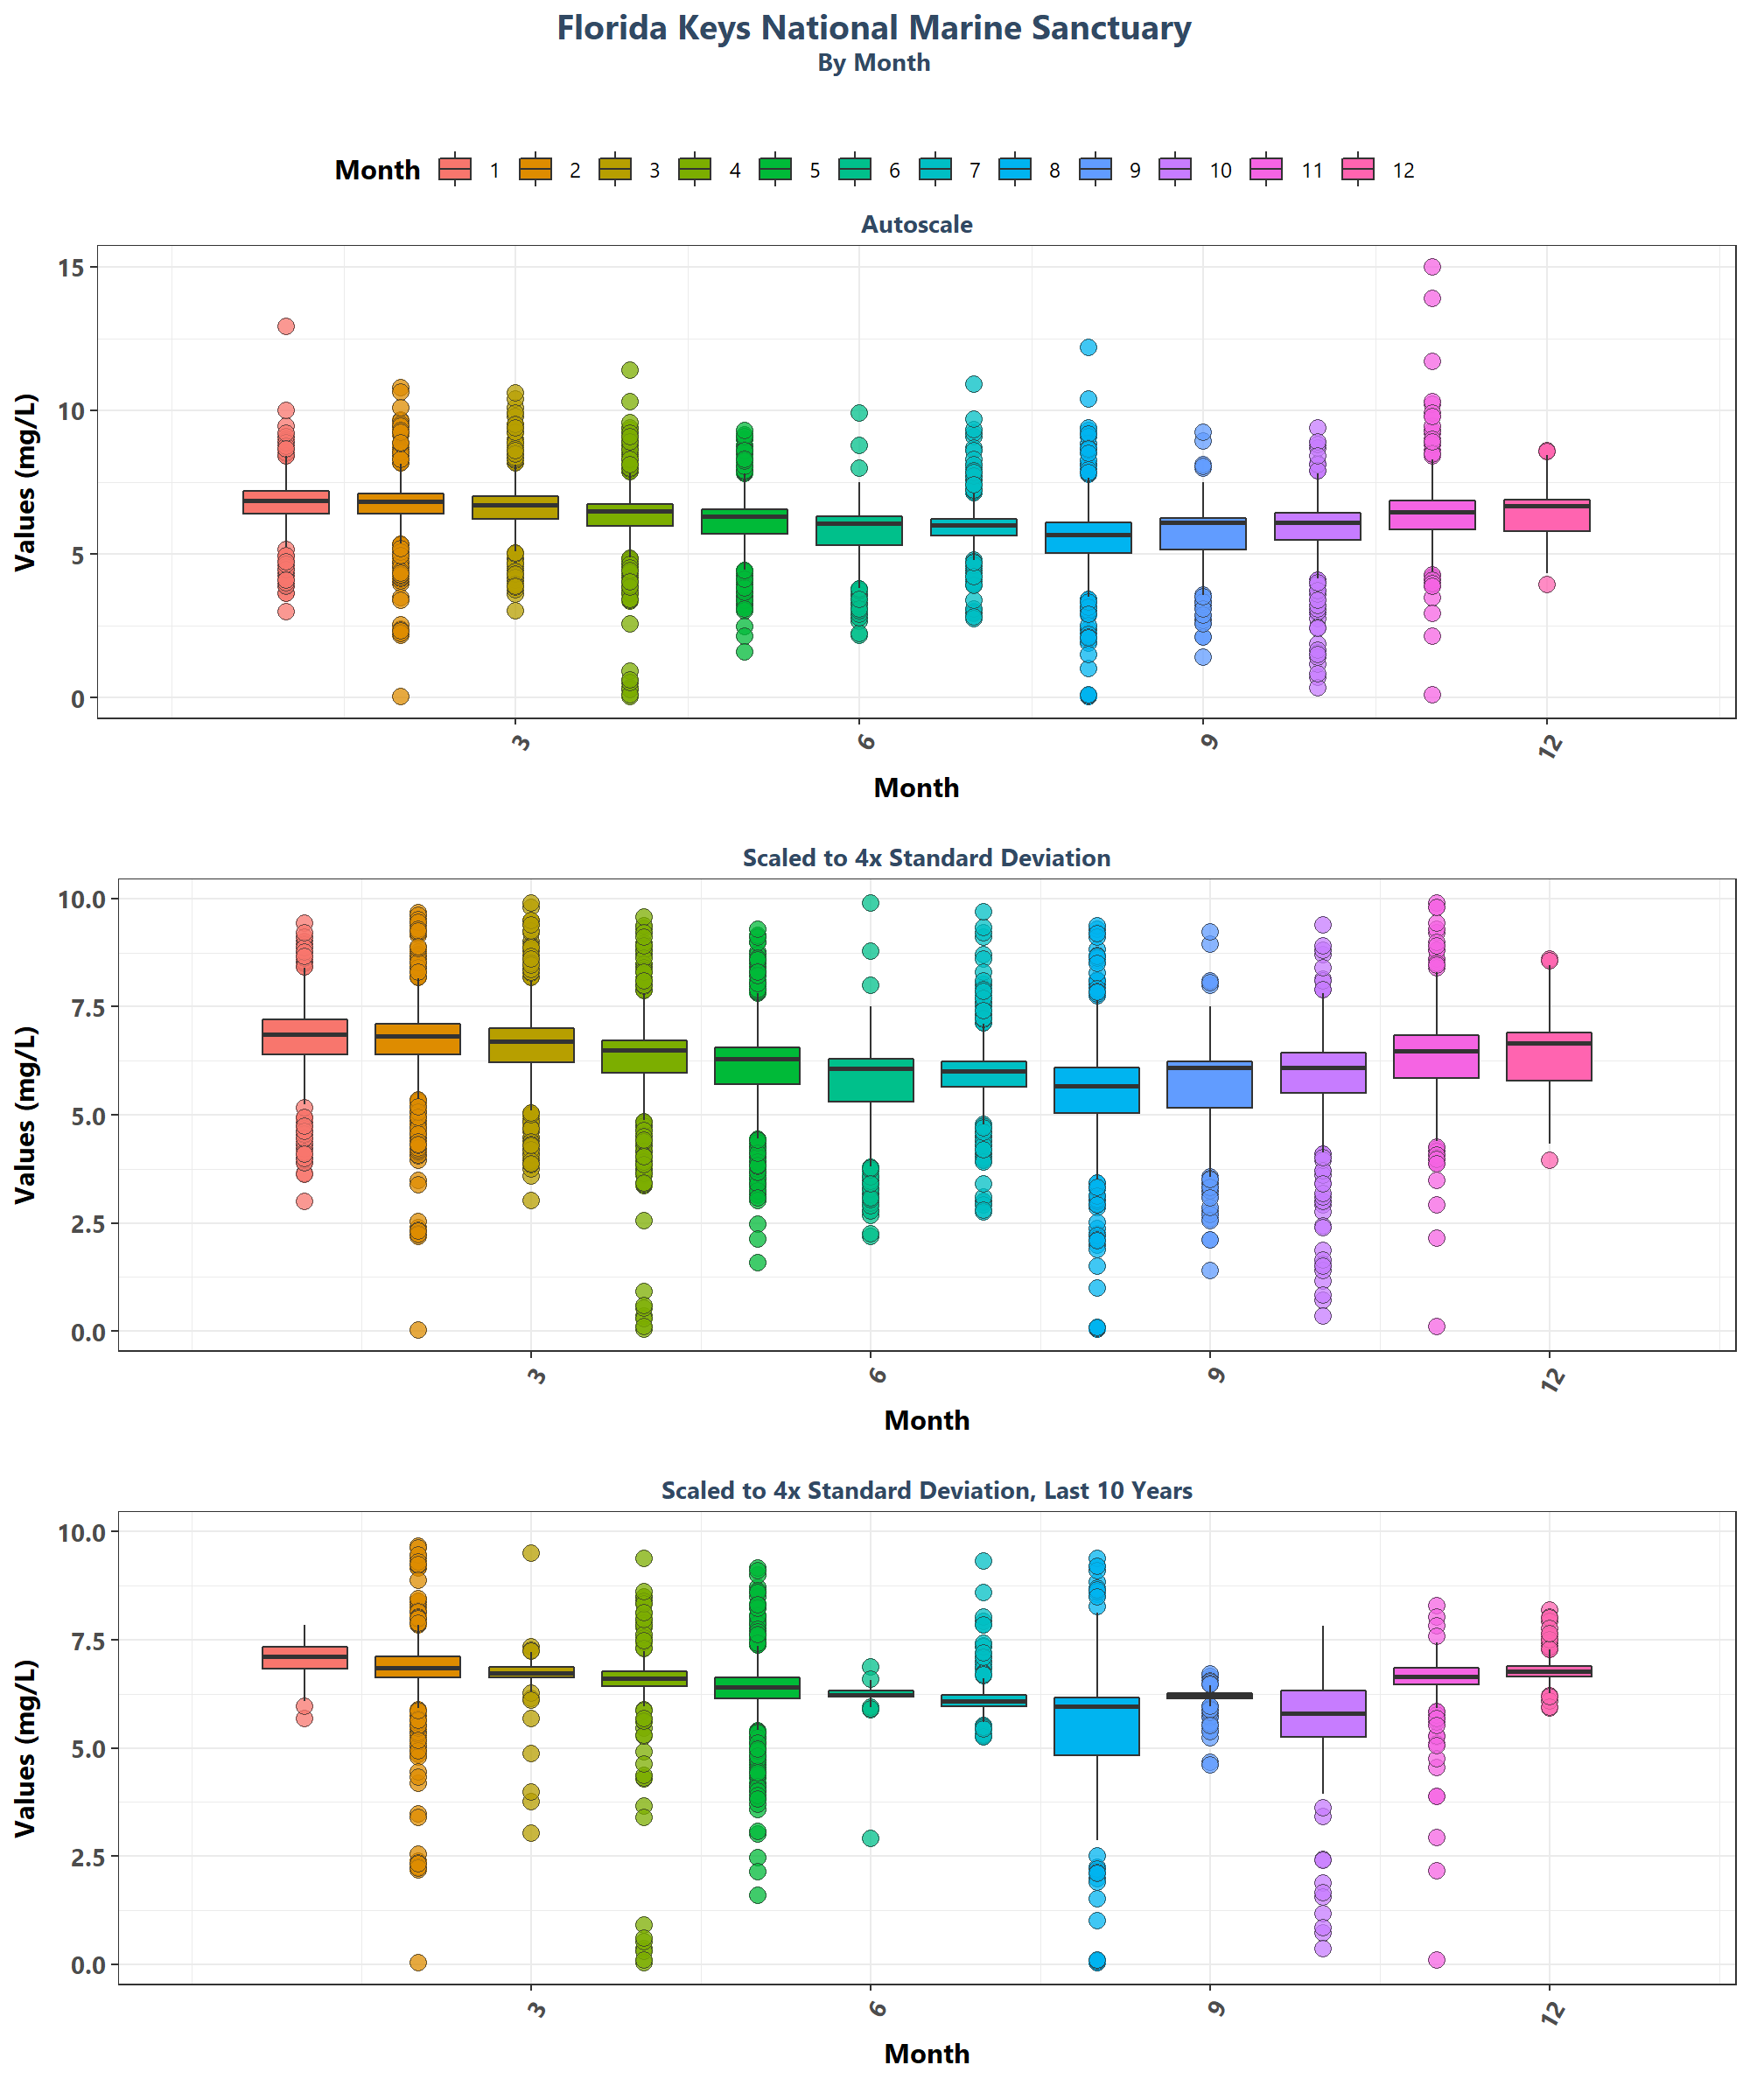 Florida Keys National Marine Sanctuary
By Month
Month 1 2 3 4 5 6 7 8 9 10 11 12
Autoscale
Values (mg/L)
15
10
5
0
3 6 9 12
Month
Scaled to 4x Standard Deviation
Values (mg/L)
10.0
7.5
5.0
2.5
0.0
3 6 9 12
Month
Scaled to 4x Standard Deviation, Last 10 Years
Values (mg/L)
10.0
7.5
5.0
2.5
0.0
3 6 9 12
Month